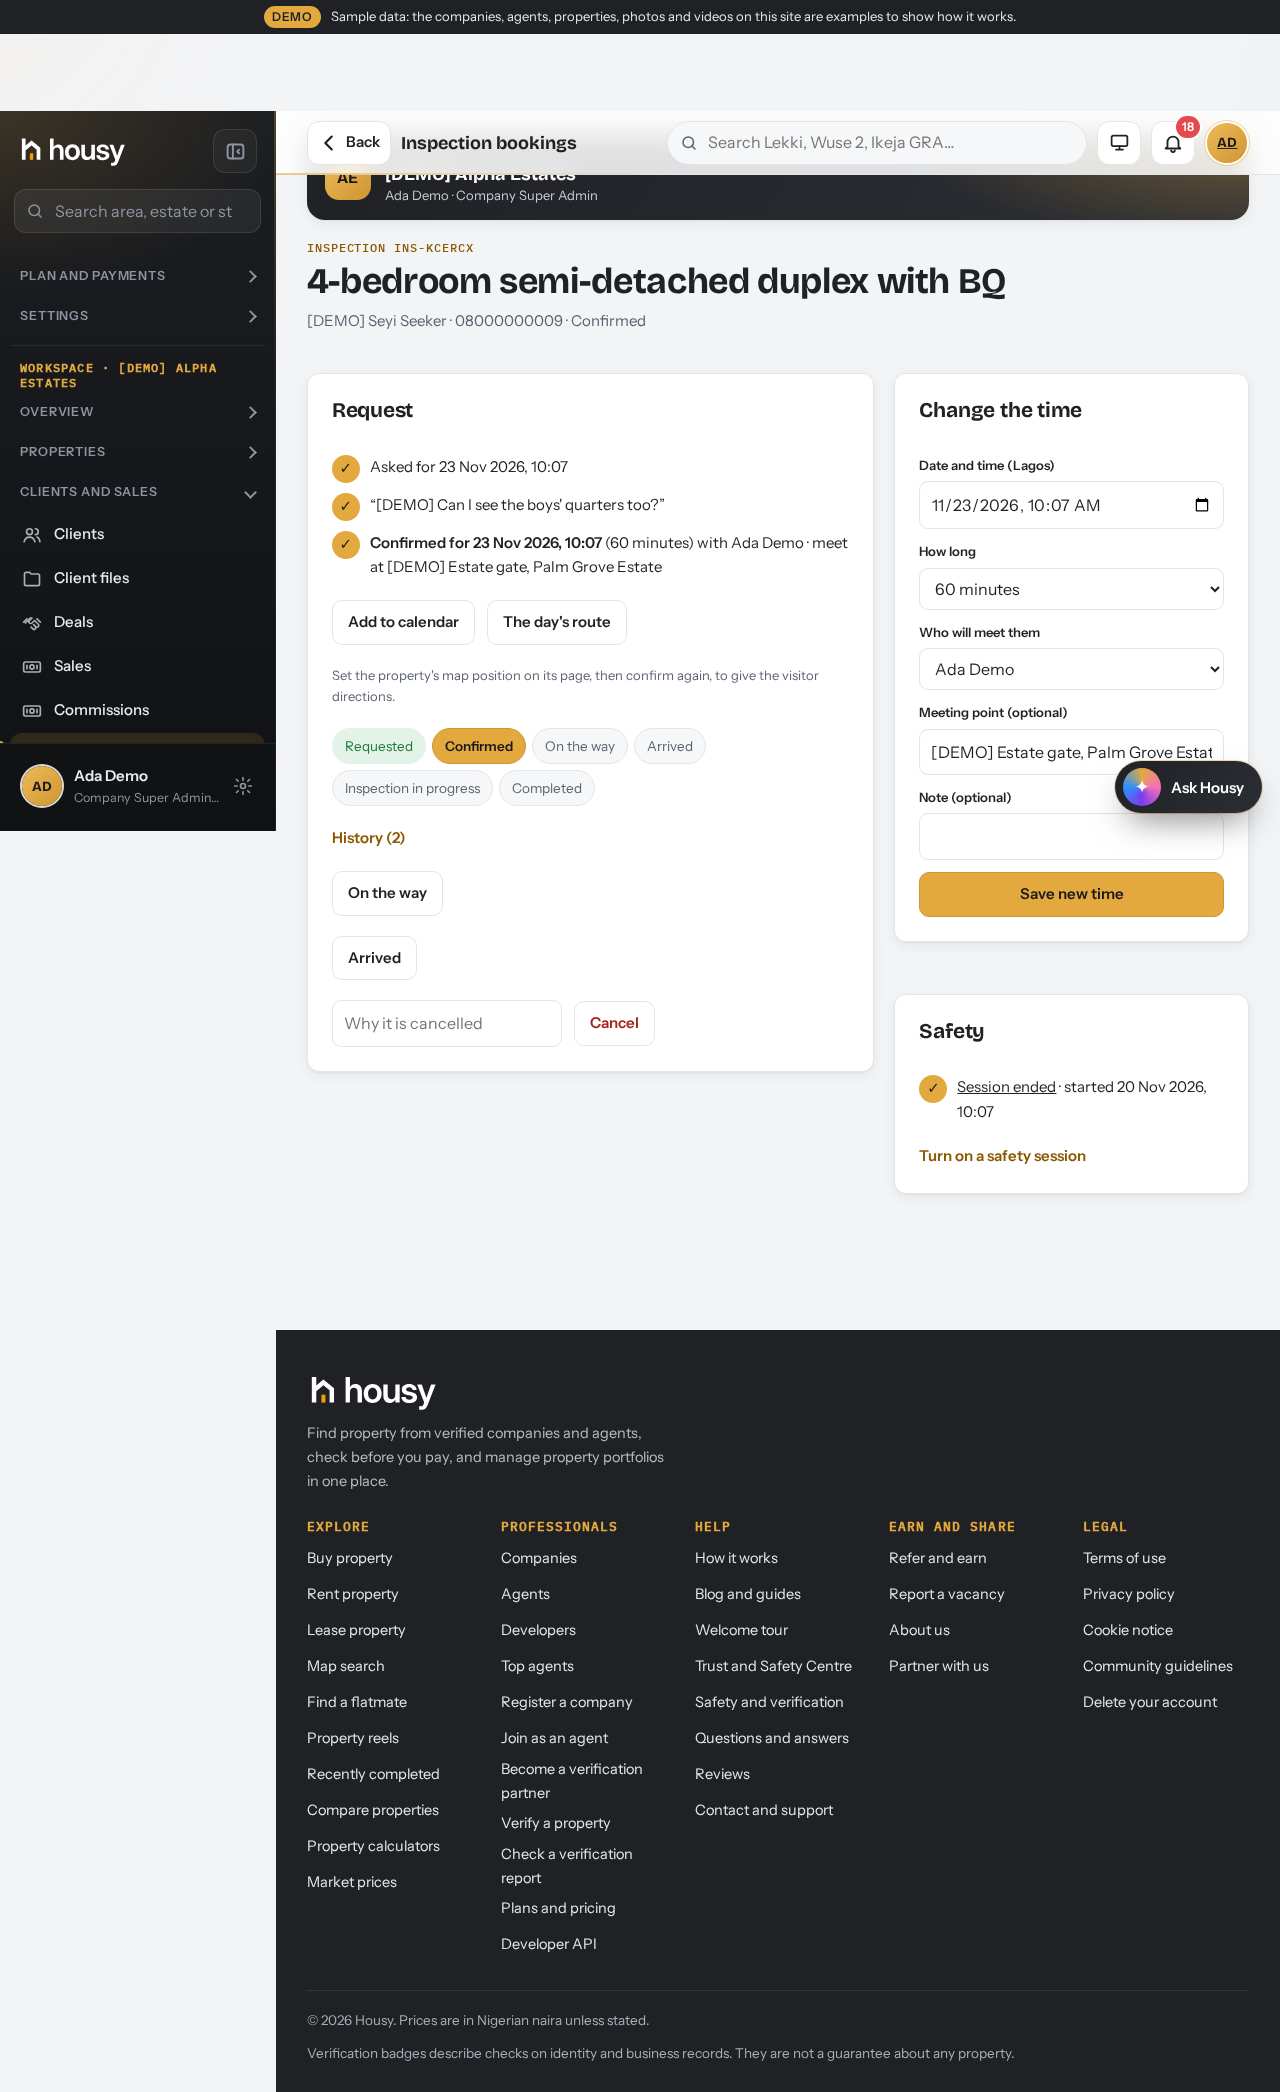 DEMO Sample data: the companies, agents, properties, photos and videos on this site are examples to show how it works.
housy
Search area, estate or st
PLAN AND PAYMENTS
SETTINGS
WORKSPACE · [DEMO] ALPHA
ESTATES
OVERVIEW
PROPERTIES
CLIENTS AND SALES
Clients
Client files
Deals
Sales
Commissions
AD
Ada Demo
Company Super Admin...
Back
Inspection bookings
Search Lekki, Wuse 2, Ikeja GRA...
18
AD
AE
[DEMO] Alpha Estates
Ada Demo · Company Super Admin
INSPECTION INS-KCERCX
4-bedroom semi-detached duplex with BQ
[DEMO] Seyi Seeker · 08000000009 · Confirmed
Request
✓ Asked for 23 Nov 2026, 10:07
✓ “[DEMO] Can I see the boys' quarters too?”
✓ Confirmed for 23 Nov 2026, 10:07 (60 minutes) with Ada Demo · meet
at [DEMO] Estate gate, Palm Grove Estate
Add to calendar
The day's route
Set the property's map position on its page, then confirm again, to give the visitor
directions.
Requested
Confirmed
On the way
Arrived
Inspection in progress
Completed
History (2)
On the way
Arrived
Why it is cancelled
Cancel
Change the time
Date and time (Lagos)
11/23/2026, 10:07 AM
How long
60 minutes
Who will meet them
Ada Demo
Meeting point (optional)
[DEMO] Estate gate, Palm Grove Estat
Note (optional)
Ask Housy
Save new time
Safety
✓ Session ended · started 20 Nov 2026,
10:07
Turn on a safety session
housy
Find property from verified companies and agents,
check before you pay, and manage property portfolios
in one place.
EXPLORE
Buy property
Rent property
Lease property
Map search
Find a flatmate
Property reels
Recently completed
Compare properties
Property calculators
Market prices
PROFESSIONALS
Companies
Agents
Developers
Top agents
Register a company
Join as an agent
Become a verification
partner
Verify a property
Check a verification
report
Plans and pricing
Developer API
HELP
How it works
Blog and guides
Welcome tour
Trust and Safety Centre
Safety and verification
Questions and answers
Reviews
Contact and support
EARN AND SHARE
Refer and earn
Report a vacancy
About us
Partner with us
LEGAL
Terms of use
Privacy policy
Cookie notice
Community guidelines
Delete your account
© 2026 Housy. Prices are in Nigerian naira unless stated.
Verification badges describe checks on identity and business records. They are not a guarantee about any property.